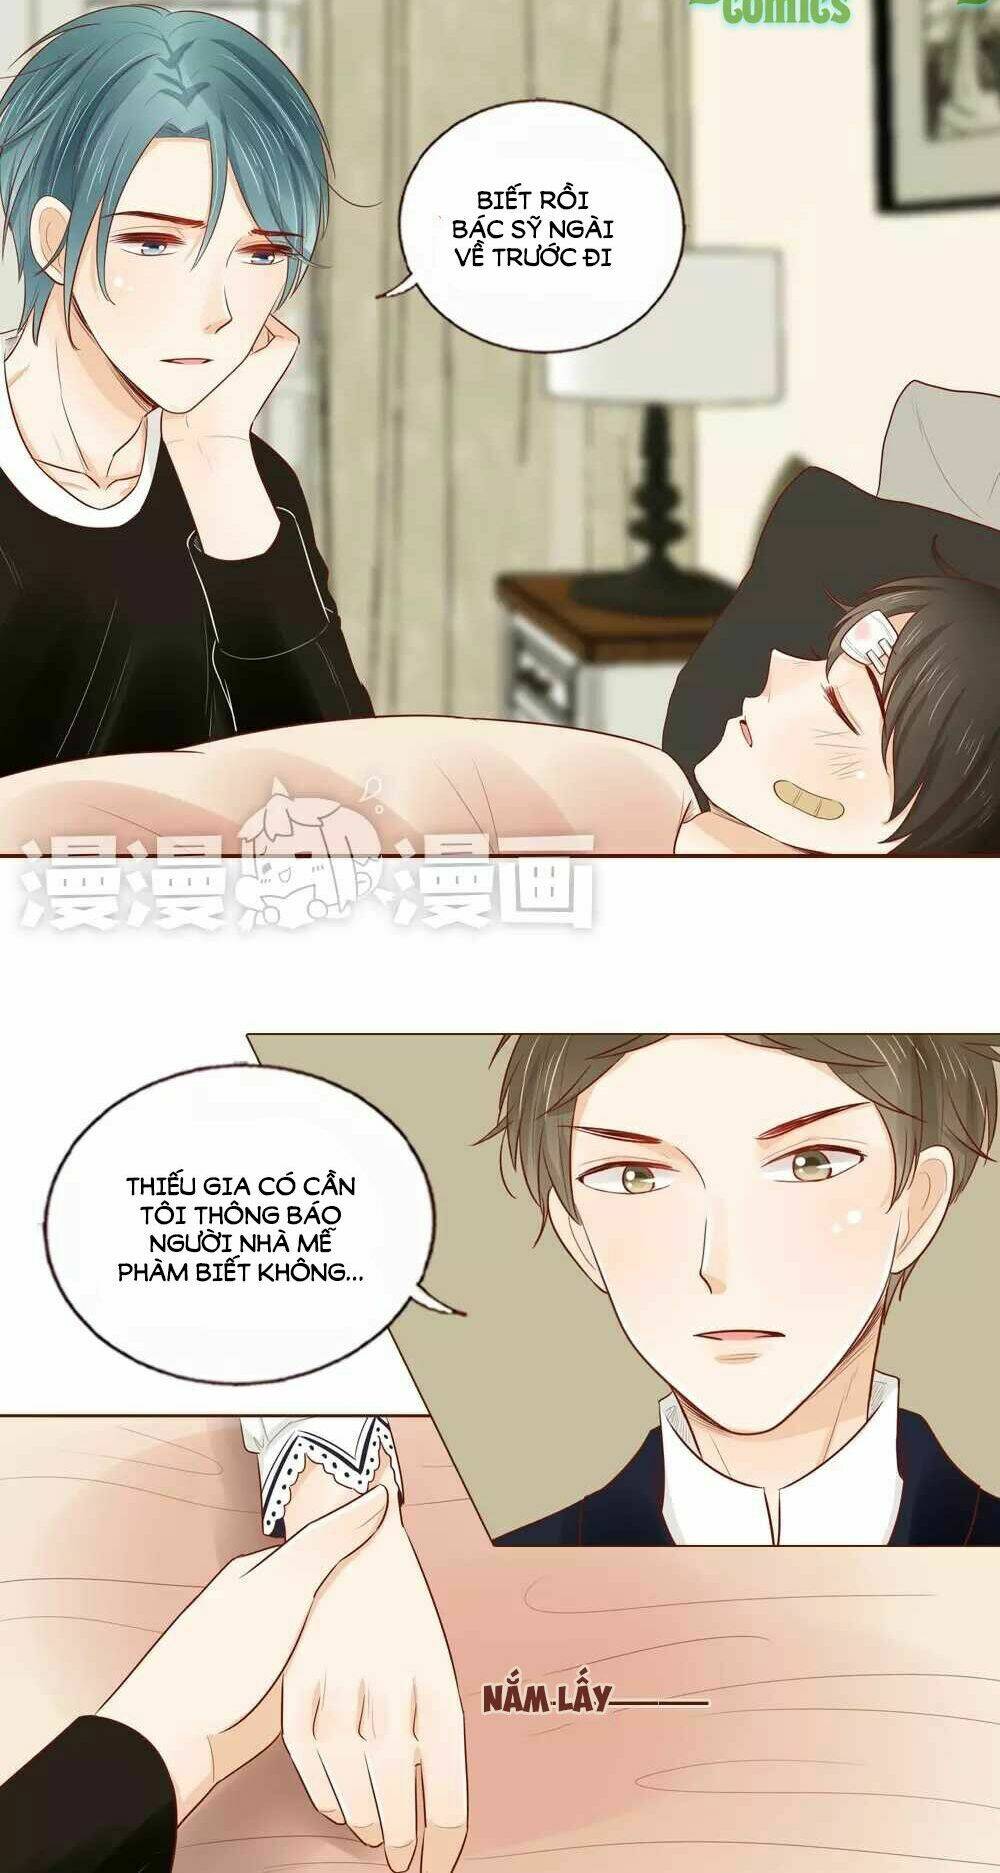 COMICS
BIẾT RỒI
BÁC SỸ NGÀI
VỀ TRƯỚC ĐI
漫漫漫画
THIẾU GIA CÓ CẦN
TÔI THÔNG BÁO
NGƯỜI NHÀ MỄ
PHÀM BIẾT KHÔNG...
NẮM LẤY———